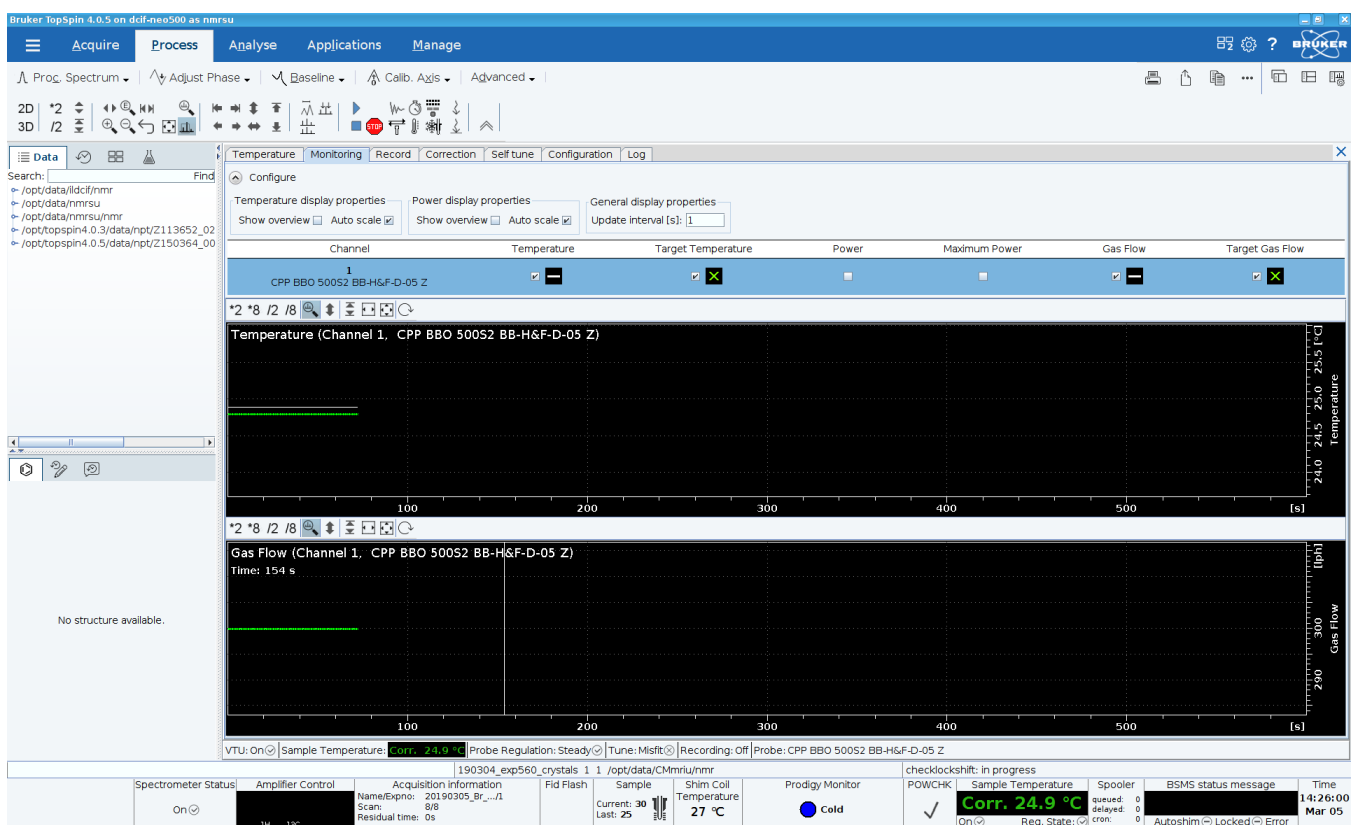 Bruker TopSpin 4.0.5 on dcif-neo500 as nmrsu
Acquire Process Analyse Applications Manage
BRUKER
Proc. Spectrum Adjust Phase Baseline Calib. Axis Advanced
2D *2
3D /2
STOP
Data
Search: Find
/opt/data/ildcif/nmr
/opt/data/nmrsu
/opt/data/nmrsu/nmr
/opt/topspin4.0.3/data/npt/Z113652_02
/opt/topspin4.0.5/data/npt/Z150364_00
No structure available.
Temperature Monitoring Record Correction Self tune Configuration Log
Configure
Temperature display properties Power display properties General display properties
Show overview Auto scale Show overview Auto scale Update interval [s]: 1
Channel Temperature Target Temperature Power Maximum Power Gas Flow Target Gas Flow
1
CPP BBO 500S2 BB-H&F-D-05 Z
*2 *8 /2 /8
Temperature (Channel 1, CPP BBO 500S2 BB-H&F-D-05 Z)
[°C]
25.5
25.0
24.5
24.0
Temperature
100 200 300 400 500 [s]
*2 *8 /2 /8
Gas Flow (Channel 1, CPP BBO 500S2 BB-H&F-D-05 Z)
Time: 154 s
[lph]
300
290
Gas Flow
100 200 300 400 500 [s]
VTU: On Sample Temperature: Corr. 24.9 °C Probe Regulation: Steady Tune: Misfit Recording: Off Probe: CPP BBO 500S2 BB-H&F-D-05 Z
190304_exp560_crystals 1 1 /opt/data/CMmriu/nmr checklockshift: in progress
Spectrometer Status Amplifier Control Acquisition information Fid Flash Sample Shim Coil Temperature Prodigy Monitor POWCHK Sample Temperature Spooler BSMS status message Time
On
1H 13C
Name/Expno: 20190305_Br_.../1
Scan: 8/8
Residual time: 0s
Current: 30
Last: 25
27 °C
Cold
Corr. 24.9 °C
On Reg. State:
queued: 0
delayed: 0
cron: 0
Autoshim Locked Error
14:26:00
Mar 05